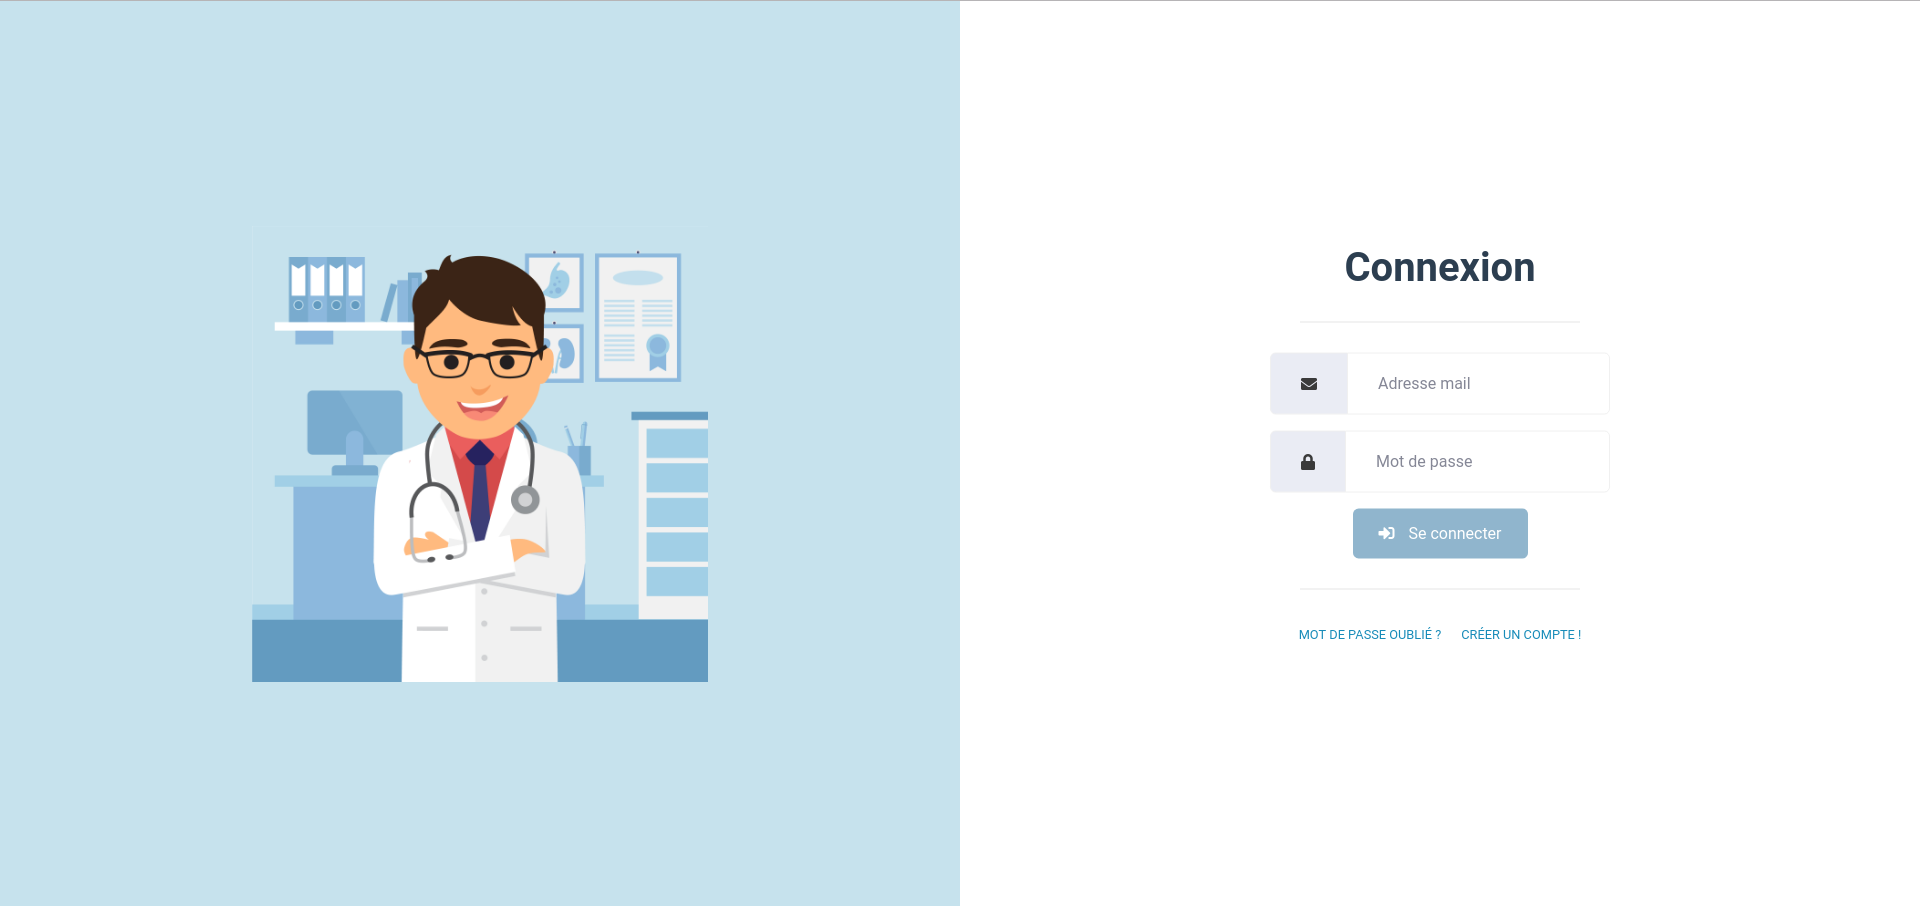 Connexion
Adresse mail
Mot de passe
Se connecter
MOT DE PASSE OUBLIÉ ? CRÉER UN COMPTE !